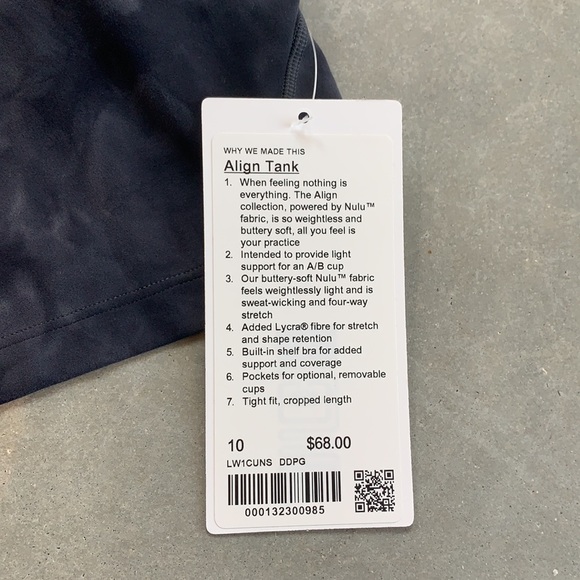 WHY WE MADE THIS
Align Tank
1. When feeling nothing is
everything. The Align
collection, powered by Nulu™
fabric, is so weightless and
buttery soft, all you feel is
your practice
2. Intended to provide light
support for an A/B cup
3. Our buttery-soft Nulu™ fabric
feels weightlessly light and is
sweat-wicking and four-way
stretch
4. Added Lycra® fibre for stretch
and shape retention
5. Built-in shelf bra for added
support and coverage
6. Pockets for optional, removable
cups
7. Tight fit, cropped length
10 $68.00
LW1CUNS DDPG
000132300985